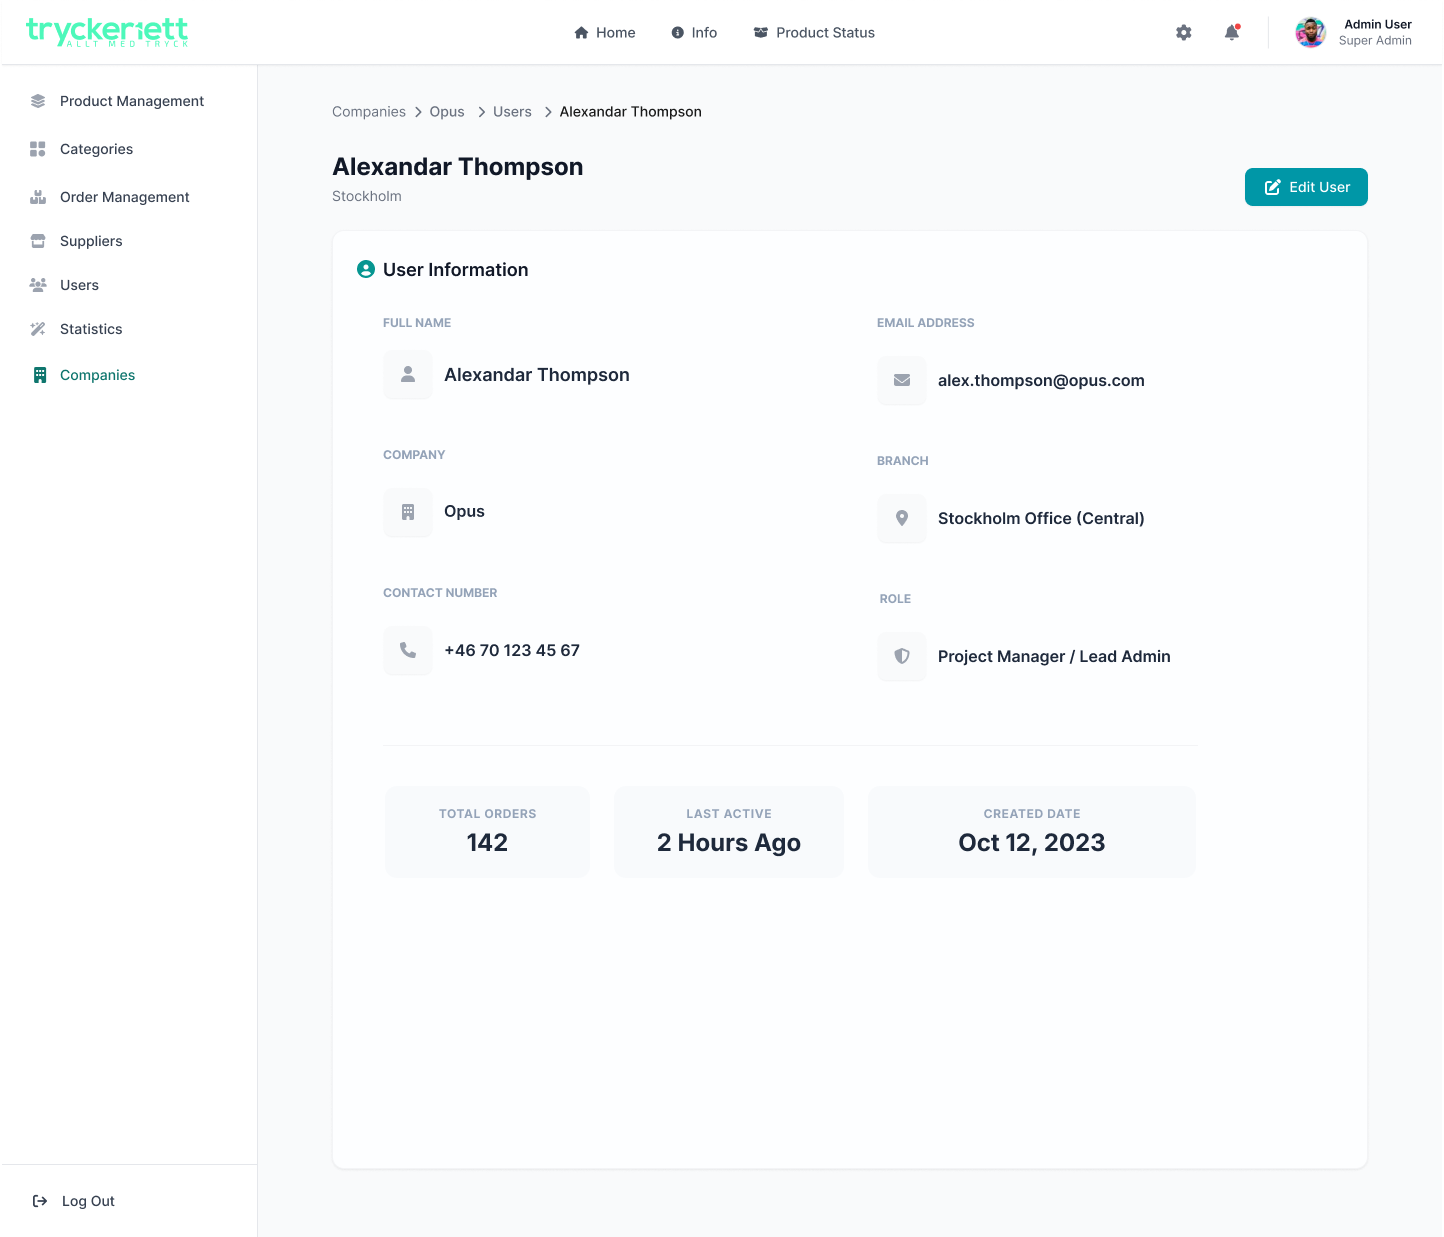 tryckeriett
ALLT MED TRYCK
Home
Info
Product Status
Admin User
Super Admin
Product Management
Categories
Order Management
Suppliers
Users
Statistics
Companies
Log Out
Companies > Opus > Users > Alexandar Thompson
Alexandar Thompson
Stockholm
Edit User
User Information
FULL NAME
Alexandar Thompson
EMAIL ADDRESS
alex.thompson@opus.com
COMPANY
Opus
BRANCH
Stockholm Office (Central)
CONTACT NUMBER
+46 70 123 45 67
ROLE
Project Manager / Lead Admin
TOTAL ORDERS
142
LAST ACTIVE
2 Hours Ago
CREATED DATE
Oct 12, 2023